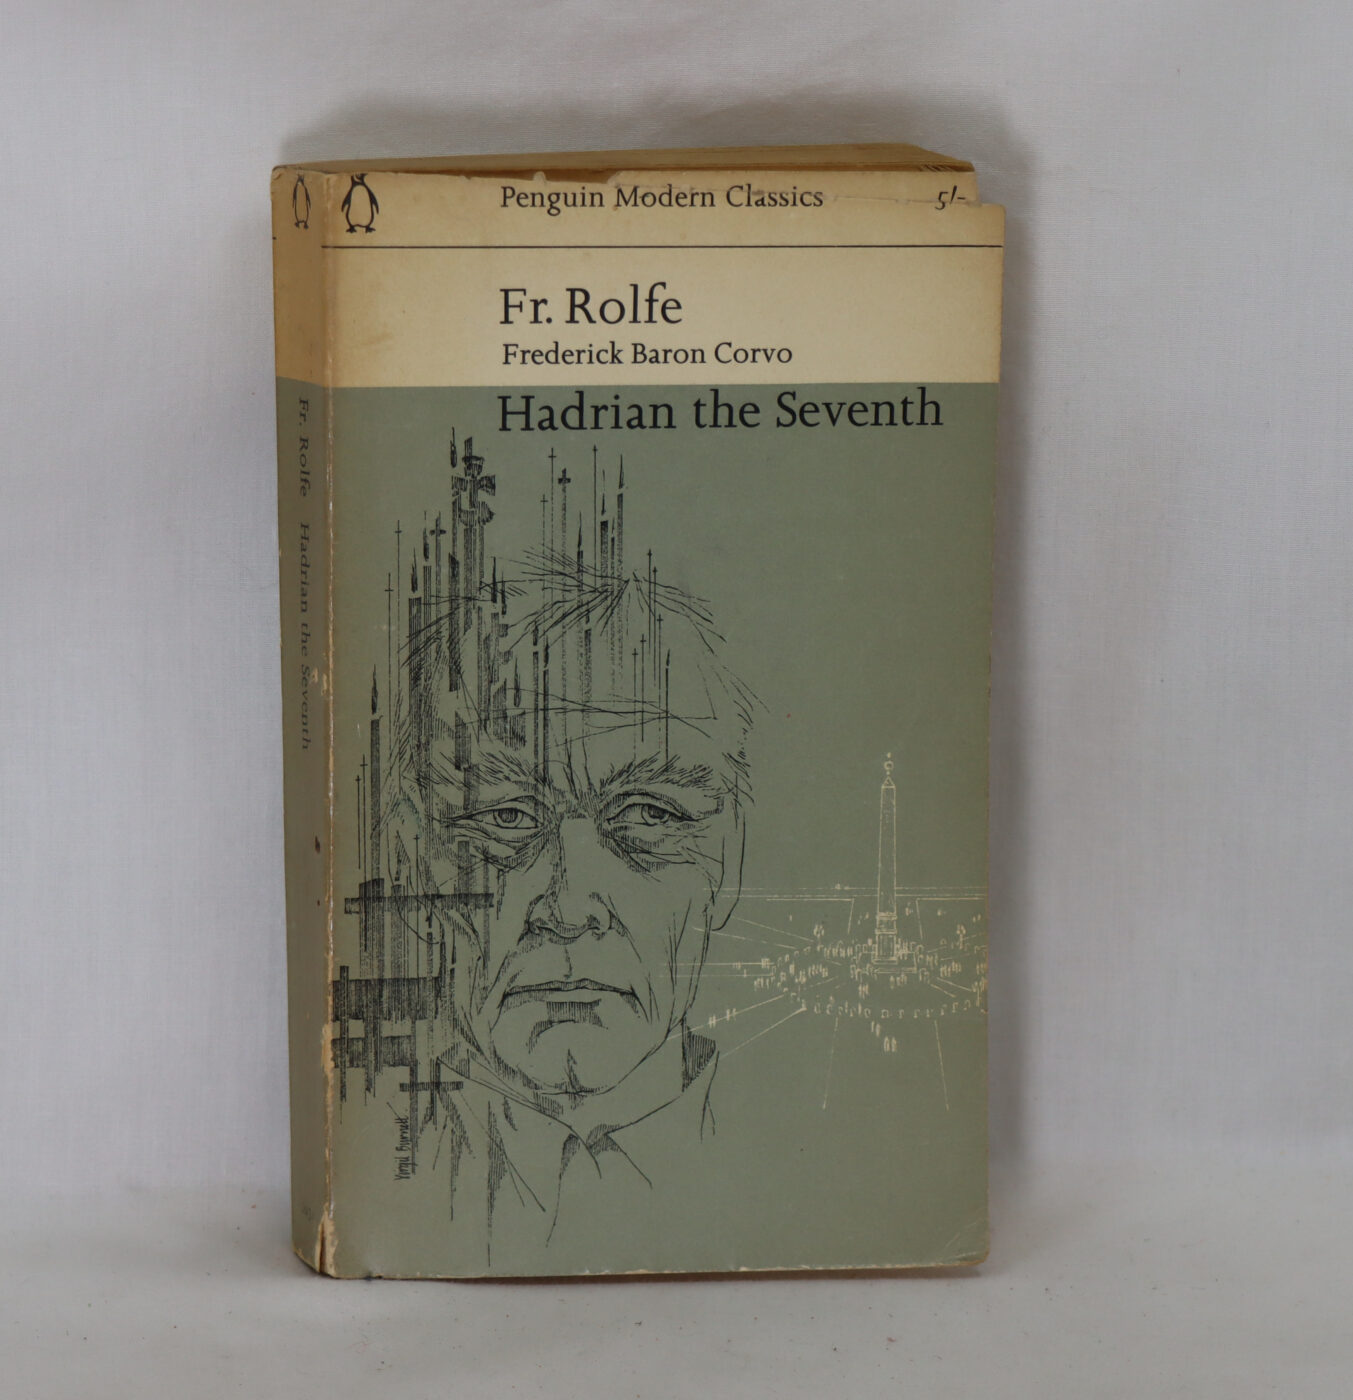 Penguin Modern Classics
5/-
Fr. Rolfe
Frederick Baron Corvo
Hadrian the Seventh
Fr. Rolfe Hadrian the Seventh